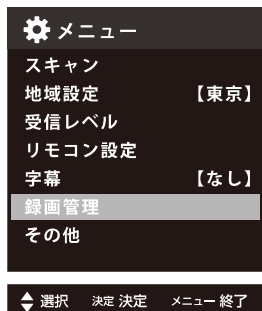 メニュー
スキャン
地域設定 【東京】
受信レベル
リモコン設定
字幕 【なし】
録画管理
その他
選択 決定 決定 メニュー 終了